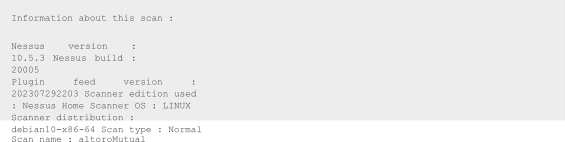 Information about this scan :
Nessus version :
10.5.3 Nessus build :
20005
Plugin feed version :
202307292203 Scanner edition used
: Nessus Home Scanner OS : LINUX
Scanner distribution :
debian10-x86-64 Scan type : Normal
Scan name : altoroMutual